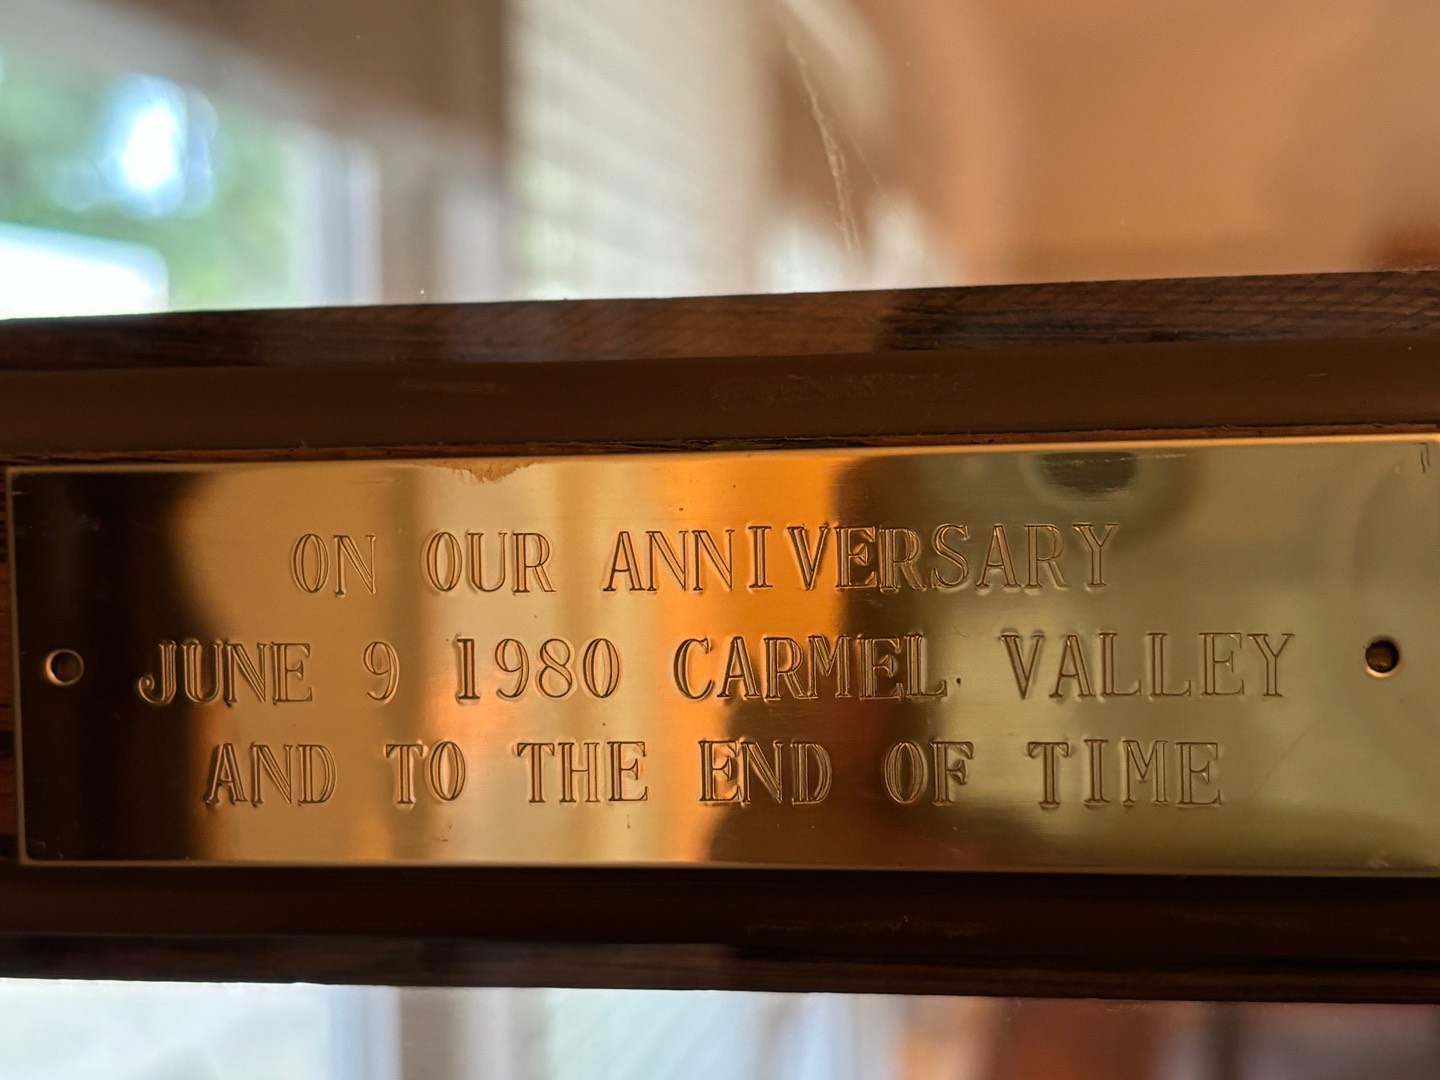 ON OUR ANNIVERSARY
JUNE 9 1980 CARMEL VALLEY
AND TO THE END OF TIME